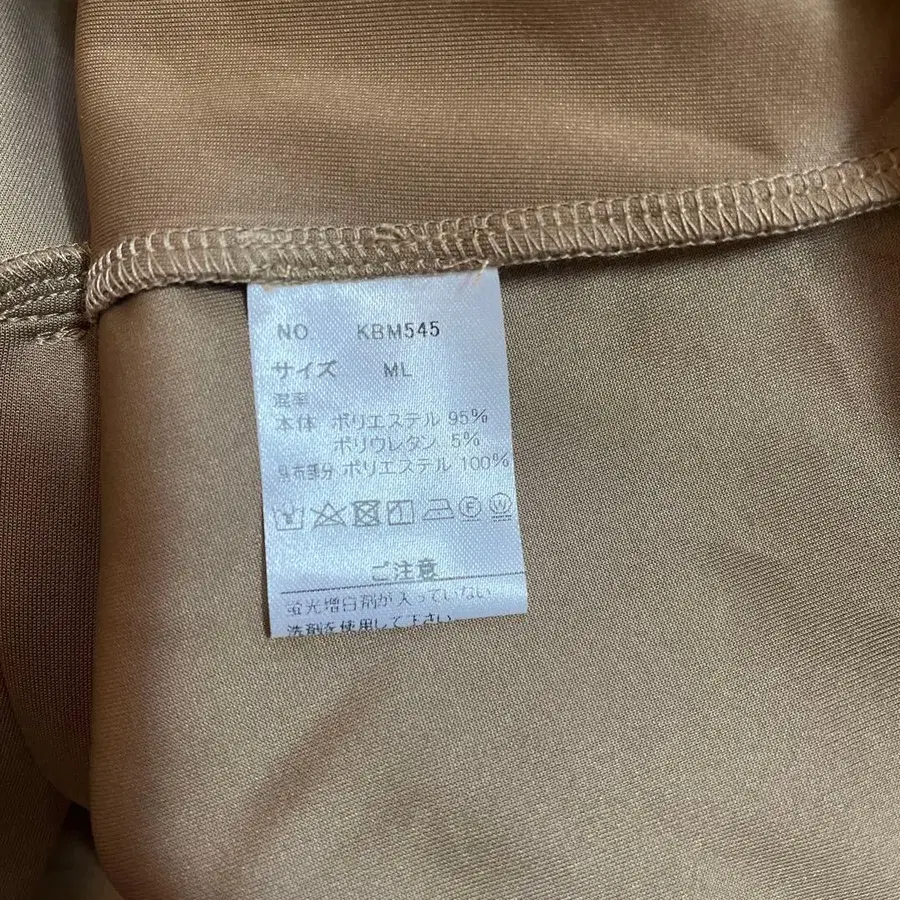 NO KBM545
サイズ ML
混率
本体 ポリエステル 95%
ポリウレタン 5%
別布部分 ポリエステル 100%
F W
ご注意
蛍光増白剤が入っていない
洗剤を使用して下さい